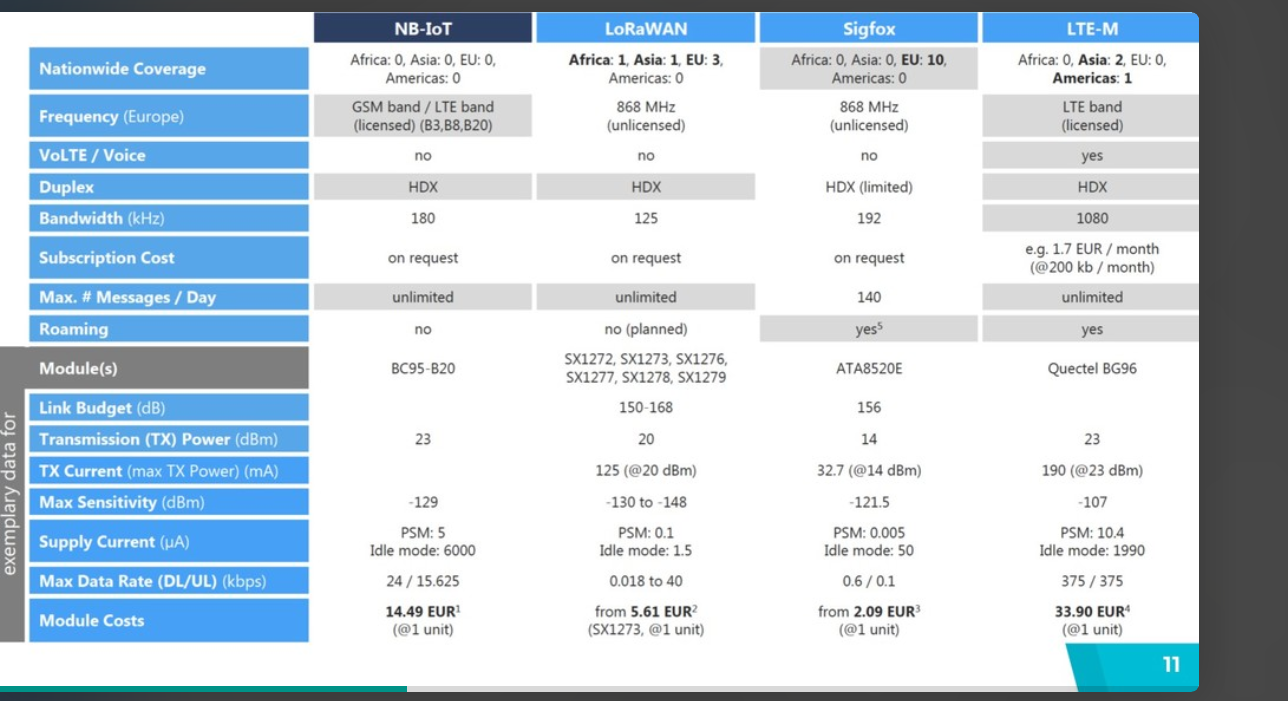 NB-IoT LoRaWAN Sigfox LTE-M
Nationwide Coverage
Africa: 0, Asia: 0, EU: 0,
Americas: 0
Africa: 1, Asia: 1, EU: 3,
Americas: 0
Africa: 0, Asia: 0, EU: 10,
Americas: 0
Africa: 0, Asia: 2, EU: 0,
Americas: 1
Frequency (Europe)
GSM band / LTE band
(licensed) (B3,B8,B20)
868 MHz
(unlicensed)
868 MHz
(unlicensed)
LTE band
(licensed)
VoLTE / Voice no no no yes
Duplex HDX HDX HDX (limited) HDX
Bandwidth (kHz) 180 125 192 1080
Subscription Cost on request on request on request
e.g. 1.7 EUR / month
(@200 kb / month)
Max. # Messages / Day unlimited unlimited 140 unlimited
Roaming no no (planned) yes⁵ yes
exemplary data for
Module(s) BC95-B20
SX1272, SX1273, SX1276,
SX1277, SX1278, SX1279
ATA8520E Quectel BG96
Link Budget (dB) 150-168 156
Transmission (TX) Power (dBm) 23 20 14 23
TX Current (max TX Power) (mA) 125 (@20 dBm) 32.7 (@14 dBm) 190 (@23 dBm)
Max Sensitivity (dBm) -129 -130 to -148 -121.5 -107
Supply Current (µA)
PSM: 5
Idle mode: 6000
PSM: 0.1
Idle mode: 1.5
PSM: 0.005
Idle mode: 50
PSM: 10.4
Idle mode: 1990
Max Data Rate (DL/UL) (kbps) 24 / 15.625 0.018 to 40 0.6 / 0.1 375 / 375
Module Costs
14.49 EUR¹
(@1 unit)
from 5.61 EUR²
(SX1273, @1 unit)
from 2.09 EUR³
(@1 unit)
33.90 EUR⁴
(@1 unit)
11